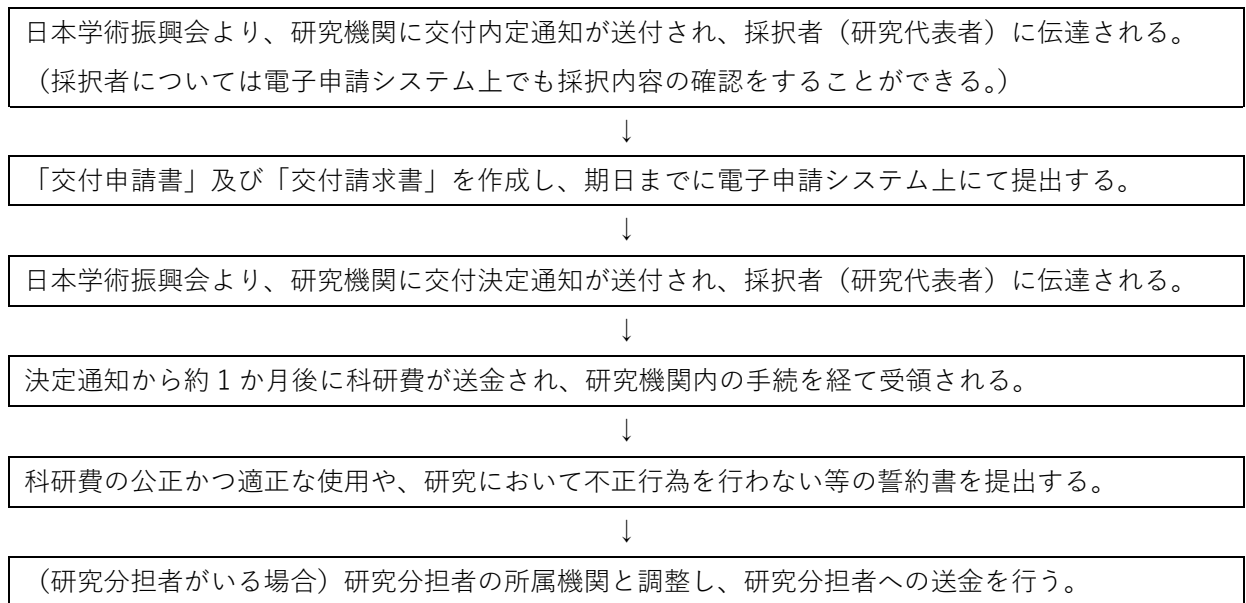 日本学術振興会より、研究機関に交付内定通知が送付され、採択者（研究代表者）に伝達される。
（採択者については電子申請システム上でも採択内容の確認をすることができる。）
↓
「交付申請書」及び「交付請求書」を作成し、期日までに電子申請システム上にて提出する。
↓
日本学術振興会より、研究機関に交付決定通知が送付され、採択者（研究代表者）に伝達される。
↓
決定通知から約１か月後に科研費が送金され、研究機関内の手続を経て受領される。
↓
科研費の公正かつ適正な使用や、研究において不正行為を行わない等の誓約書を提出する。
↓
（研究分担者がいる場合）研究分担者の所属機関と調整し、研究分担者への送金を行う。